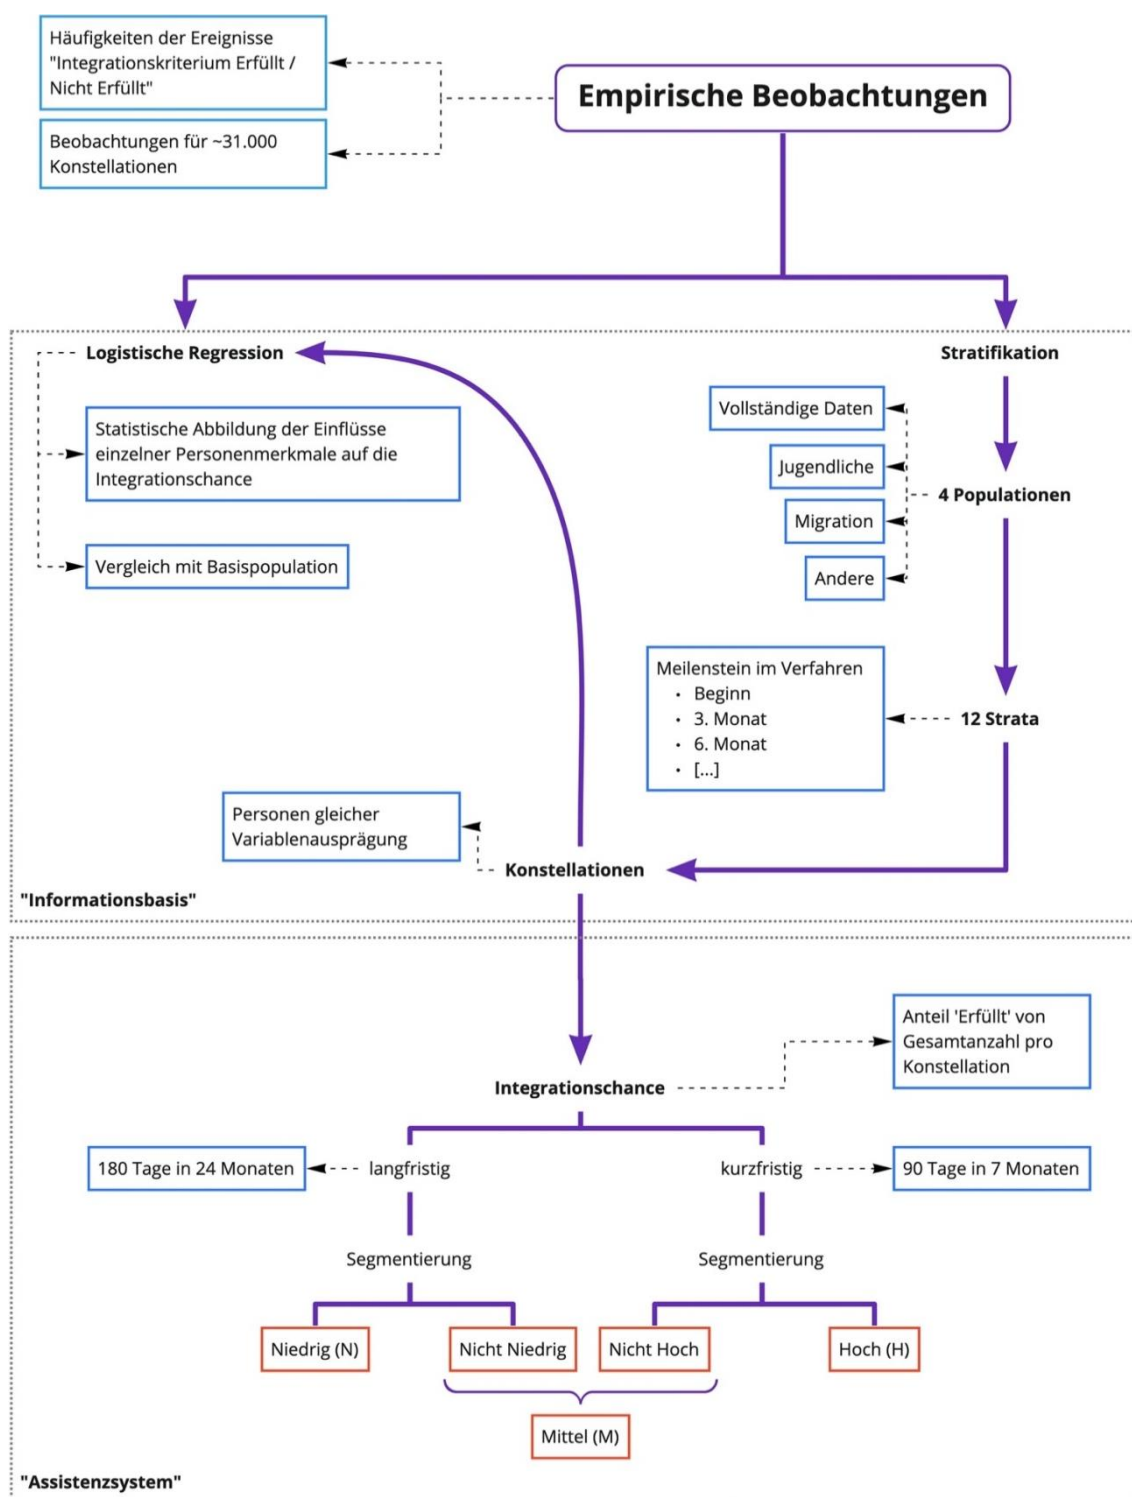 Häufigkeiten der Ereignisse
"Integrationskriterium Erfüllt /
Nicht Erfüllt"
Empirische Beobachtungen
Beobachtungen für ~31.000
Konstellationen
Logistische Regression
Stratifikation
Statistische Abbildung der Einflüsse
einzelner Personenmerkmale auf die
Integrationschance
Vergleich mit Basispopulation
Vollständige Daten
Jugendliche
4 Populationen
Migration
Andere
Meilenstein im Verfahren
• Beginn
• 3. Monat
• 6. Monat
• [...]
12 Strata
Personen gleicher
Variablenausprägung
Konstellationen
"Informationsbasis"
Anteil 'Erfüllt' von
Gesamtanzahl pro
Konstellation
Integrationschance
180 Tage in 24 Monaten
langfristig
kurzfristig
90 Tage in 7 Monaten
Segmentierung
Segmentierung
Niedrig (N)
Nicht Niedrig
Nicht Hoch
Hoch (H)
Mittel (M)
"Assistenzsystem"